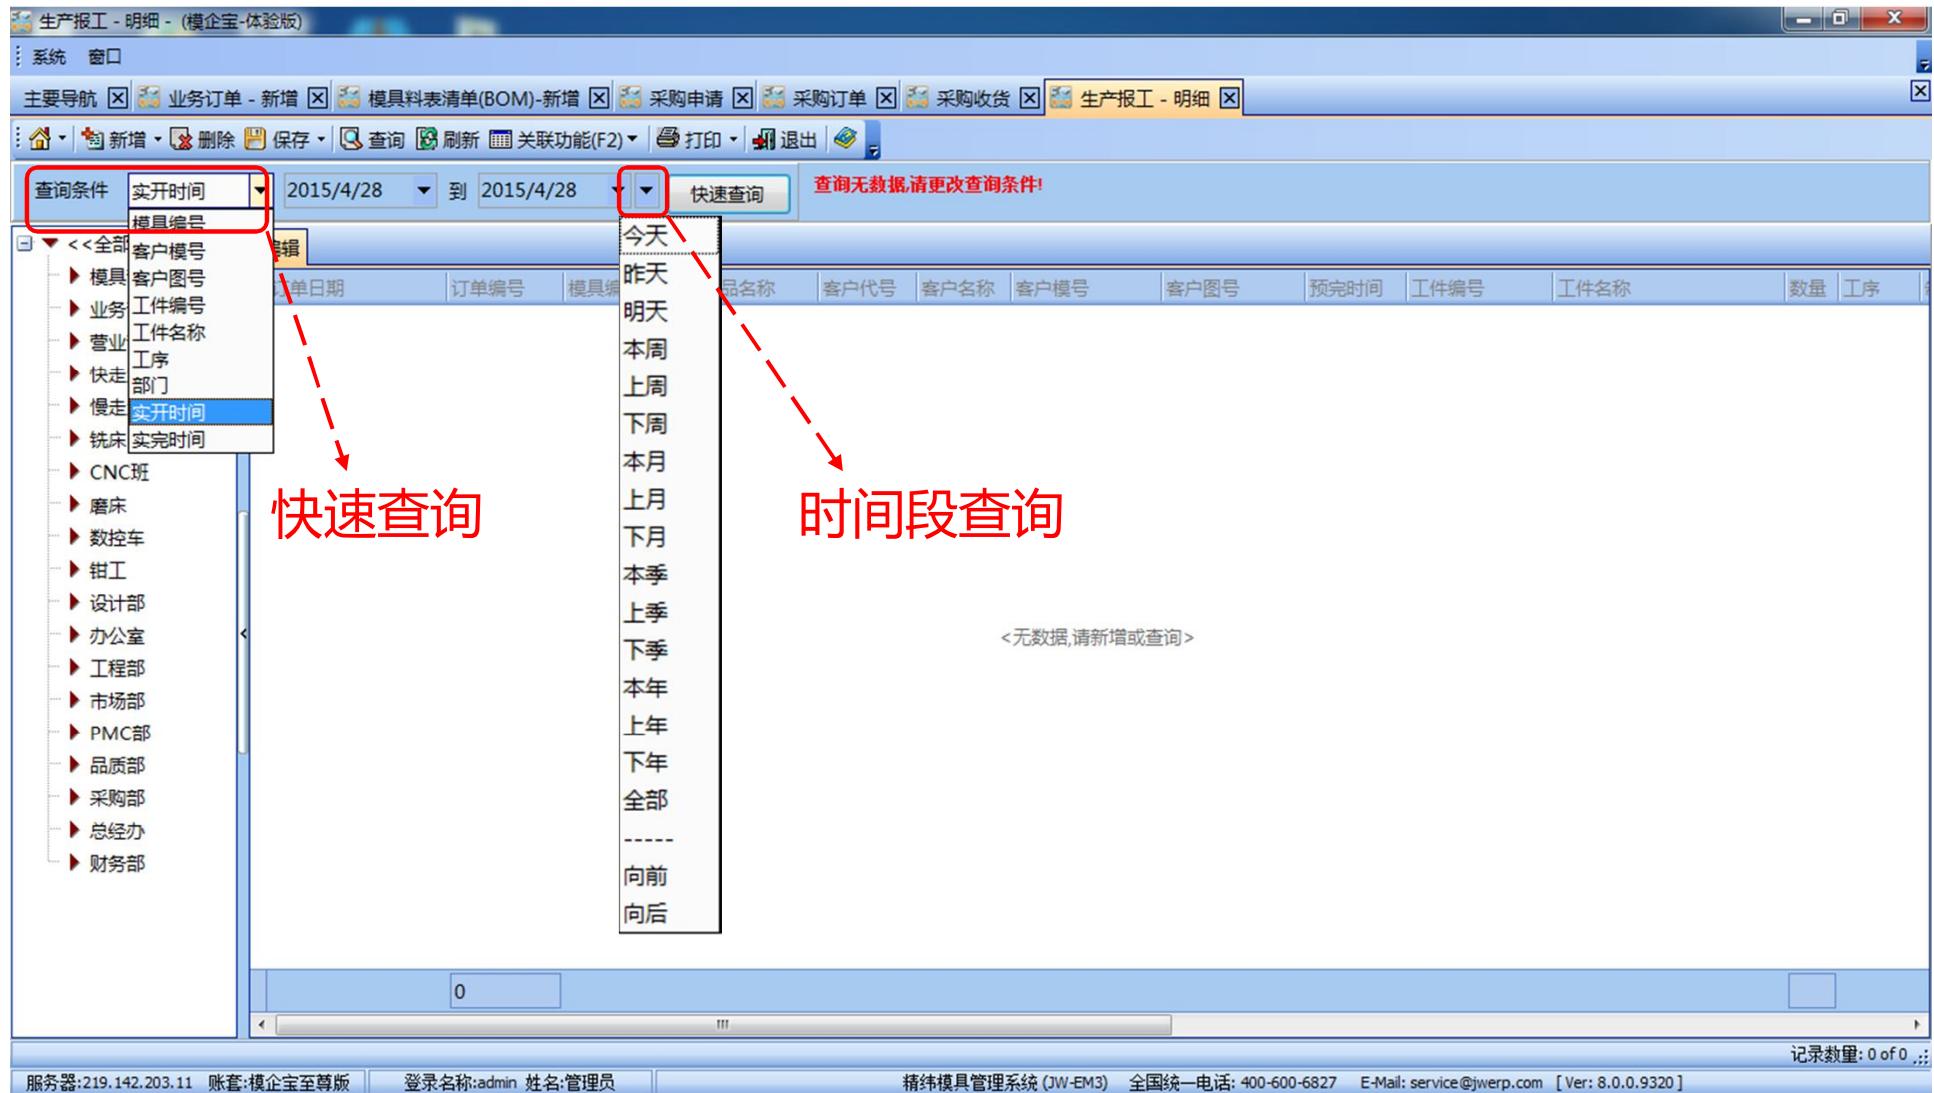 生产报工 - 明细 - (模企宝-体验版)
系统 窗口
主要导航 业务订单 - 新增 模具料表清单(BOM)-新增 采购申请 采购订单 采购收货 生产报工 - 明细
新增 删除 保存 查询 刷新 关联功能(F2) 打印 退出
查询条件 实开时间 2015/4/28 到 2015/4/28 快速查询 查询无数据,请更改查询条件!
模具编号
客户模号
客户图号
工件编号
工件名称
工序
部门
实开时间
实完时间
今天
昨天
明天
本周
上周
下周
本月
上月
下月
本季
上季
下季
本年
上年
下年
全部
-----
向前
向后
<<全部
模具
业务
营业
快走
慢走
铣床
CNC班
磨床
数控车
钳工
设计部
办公室
工程部
市场部
PMC部
品质部
采购部
总经办
财务部
辑
订单日期 订单编号 模具编 品名称 客户代号 客户名称 客户模号 客户图号 预完时间 工件编号 工件名称 数量 工序
快速查询
时间段查询
<无数据,请新增或查询>
0
记录数量: 0 of 0
服务器:219.142.203.11 账套:模企宝至尊版 登录名称:admin 姓名:管理员 精纬模具管理系统 (JW-EM3) 全国统一电话: 400-600-6827 E-Mail: service@jwerp.com [ Ver: 8.0.0.9320 ]